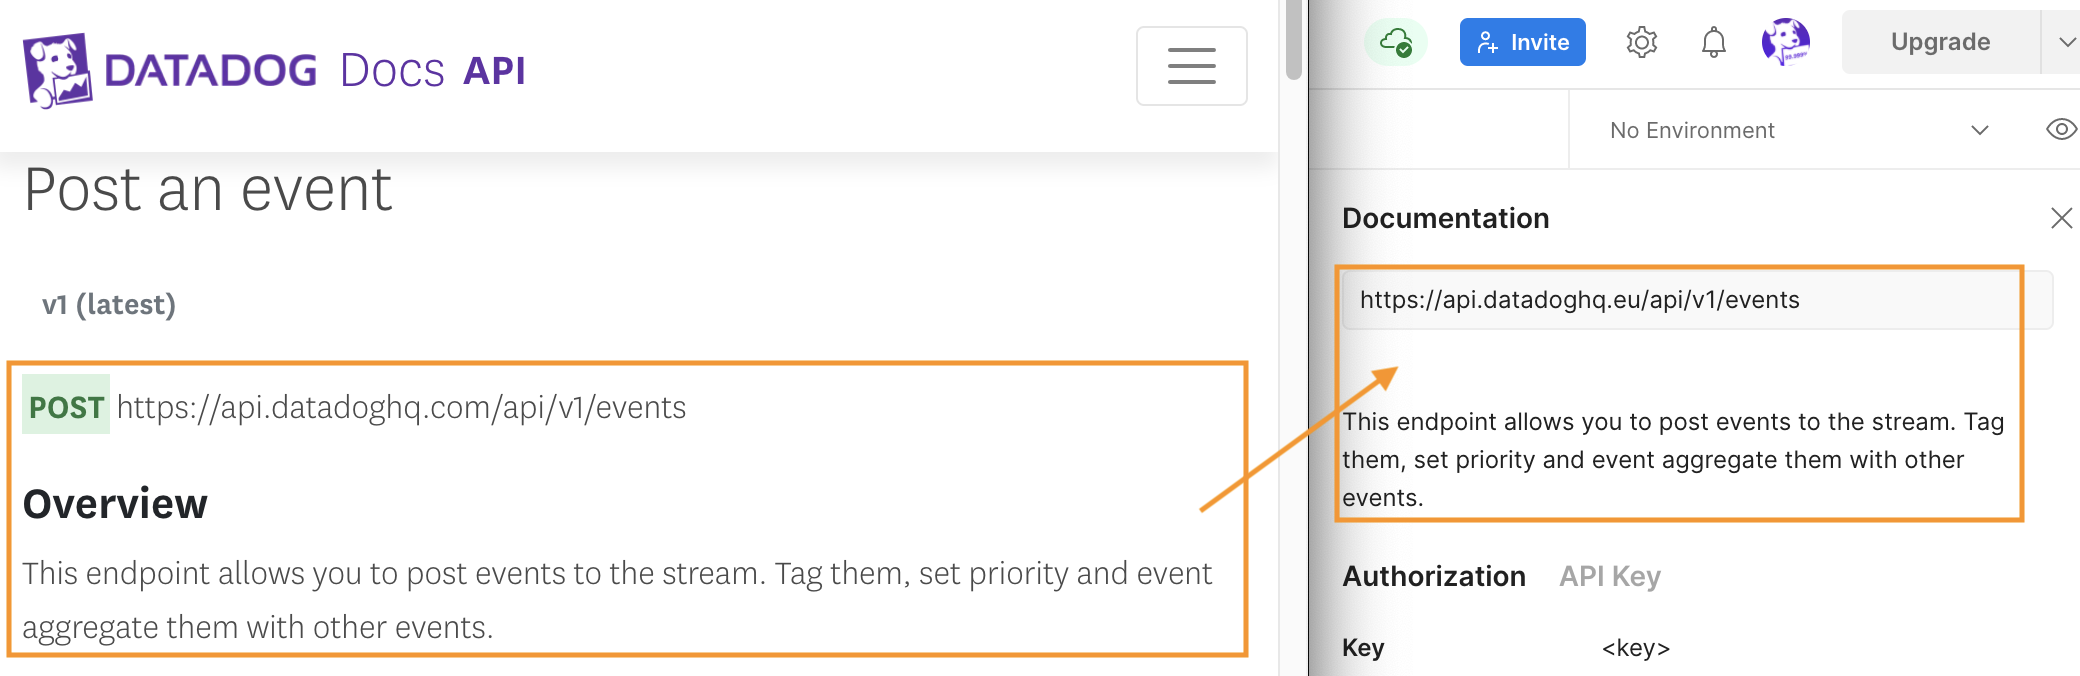 DATADOG Docs API
Post an event
v1 (latest)
POST https://api.datadoghq.com/api/v1/events
Overview
This endpoint allows you to post events to the stream. Tag them, set priority and event
aggregate them with other events.
Invite
Upgrade
No Environment
Documentation
https://api.datadoghq.eu/api/v1/events
This endpoint allows you to post events to the stream. Tag
them, set priority and event aggregate them with other
events.
Authorization API Key
Key <key>